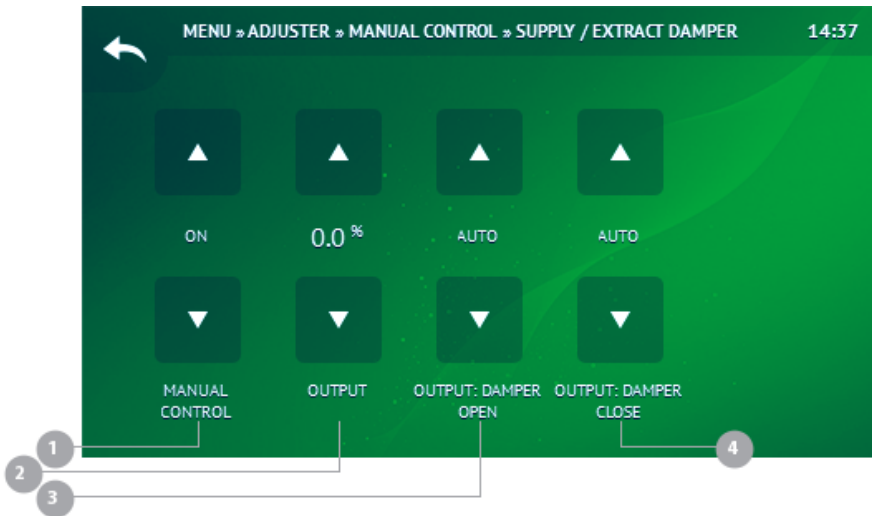 MENU » ADJUSTER » MANUAL CONTROL » SUPPLY / EXTRACT DAMPER 14:37
ON 0.0 % AUTO AUTO
MANUAL CONTROL
OUTPUT
OUTPUT: DAMPER OPEN
OUTPUT: DAMPER CLOSE
1
2
3
4